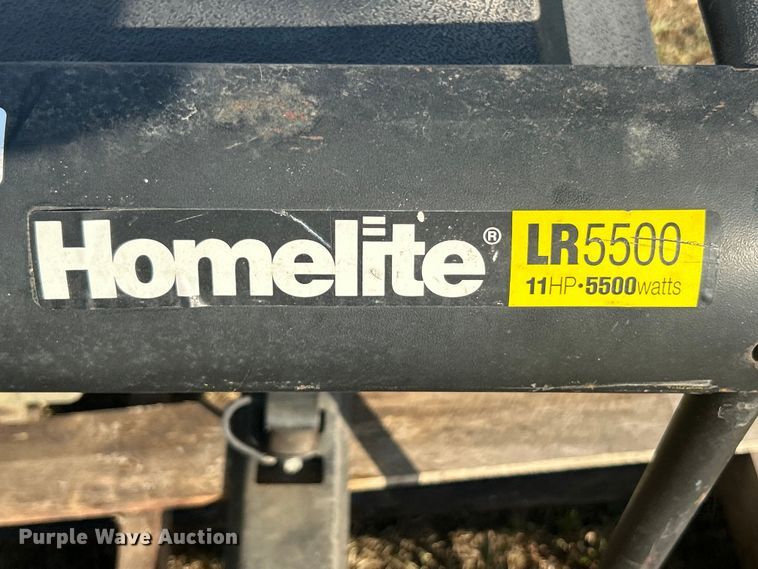 Homelite® LR5500
11HP•5500watts
Purple Wave Auction